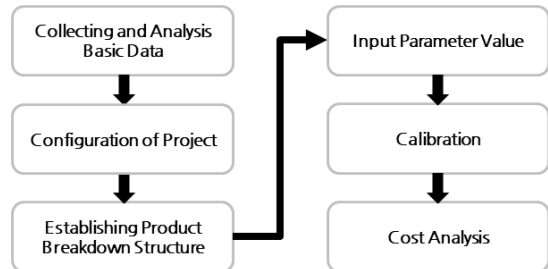 Collecting and Analysis
Basic Data
Configuration of Project
Establishing Product
Breakdown Structure
Input Parameter Value
Calibration
Cost Analysis